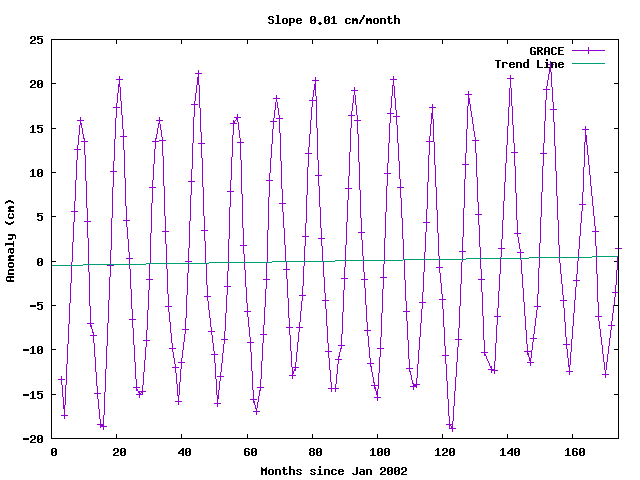 Slope 0.01 cm/month
GRACE
Trend Line
25
20
15
10
5
0
-5
-10
-15
-20
Anomaly (cm)
0 20 40 60 80 100 120 140 160
Months since Jan 2002